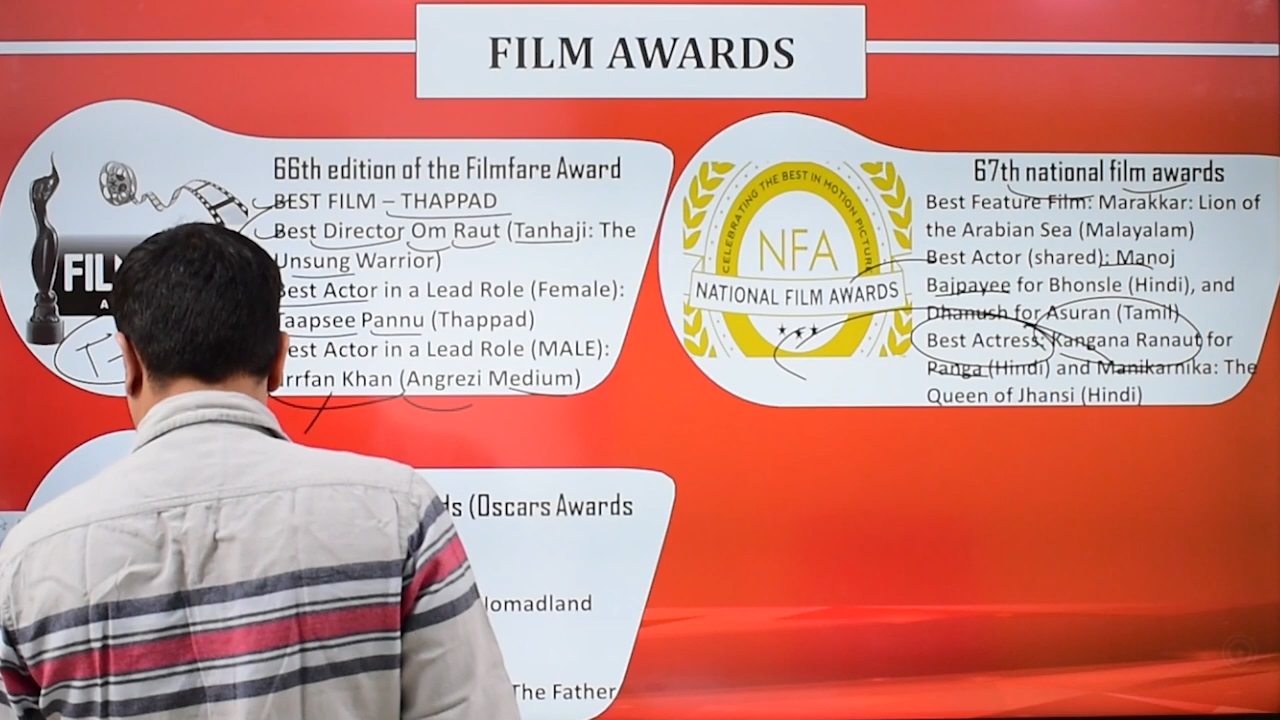 FILM AWARDS
66th edition of the Filmfare Award
BEST FILM – THAPPAD
Best Director Om Raut (Tanhaji: The
Unsung Warrior)
Best Actor in a Lead Role (Female):
Taapsee Pannu (Thappad)
Best Actor in a Lead Role (MALE):
Irrfan Khan (Angrezi Medium)
67th national film awards
Best Feature Film: Marakkar: Lion of
the Arabian Sea (Malayalam)
Best Actor (shared): Manoj
Bajpayee for Bhonsle (Hindi), and
Dhanush for Asuran (Tamil)
Best Actress: Kangana Ranaut for
Panga (Hindi) and Manikarnika: The
Queen of Jhansi (Hindi)
CELEBRATING THE BEST IN MOTION PICTURE
NFA
NATIONAL FILM AWARDS
(Oscars Awards
The Father